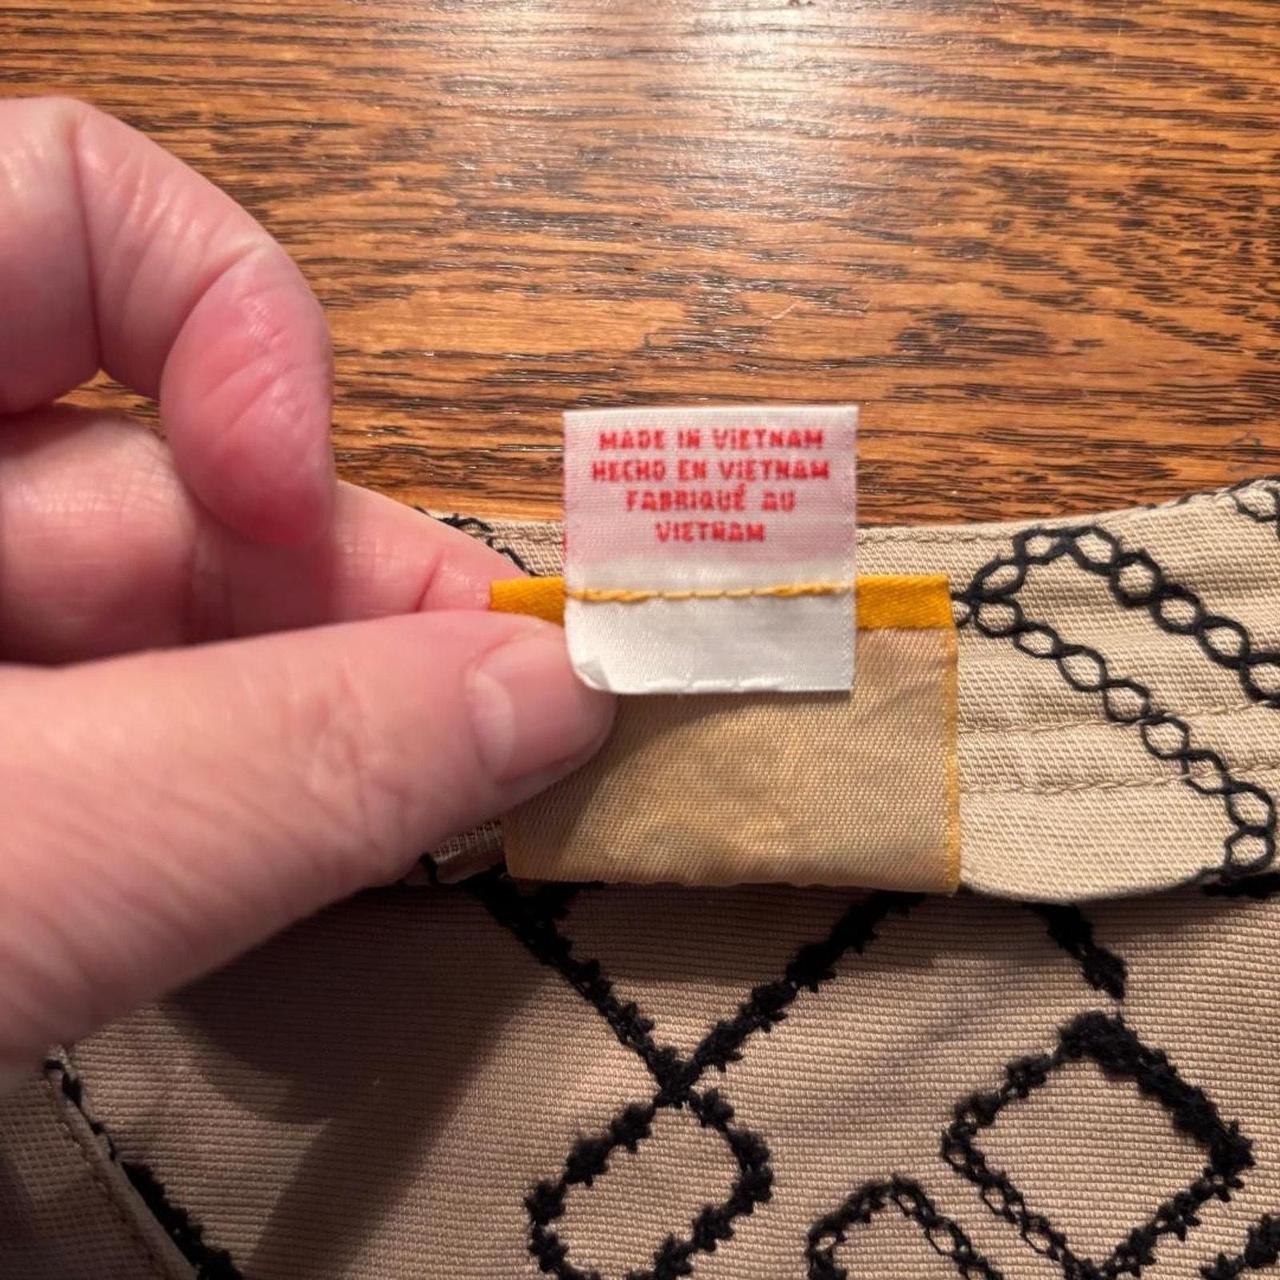 MADE IN VIETNAM
HECHO EN VIETNAM
FABRIQUÉ AU
VIETNAM